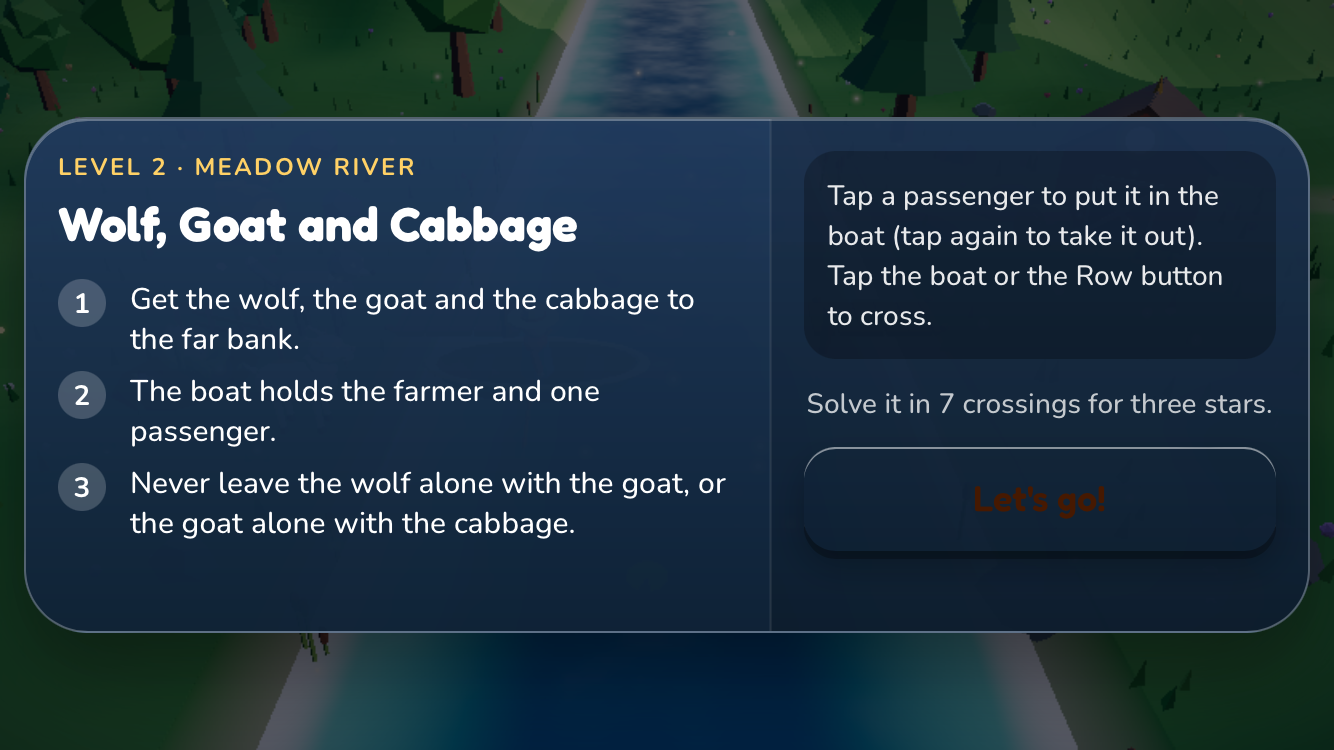 LEVEL 2 · MEADOW RIVER
Wolf, Goat and Cabbage
1 Get the wolf, the goat and the cabbage to
the far bank.
2 The boat holds the farmer and one
passenger.
3 Never leave the wolf alone with the goat, or
the goat alone with the cabbage.
Tap a passenger to put it in the
boat (tap again to take it out).
Tap the boat or the Row button
to cross.
Solve it in 7 crossings for three stars.
Let's go!